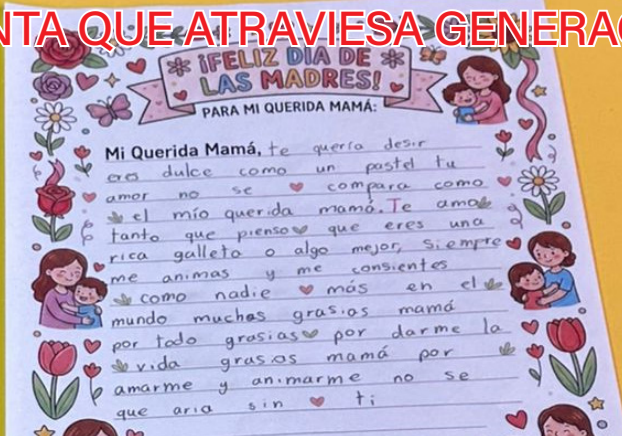 NTA QUE ATRAVIESA GENERA
¡FELIZ DÍA DE
LAS MADRES!
PARA MI QUERIDA MAMÁ:
Mi Querida Mamá, te quería desir
eres dulce como un pastel tu
amor no se compara como
el mío querida mamá. Te amo
tanto que pienso que eres una
rica galleta o algo mejor, siempre
me animas y me consientes
como nadie más en el
mundo muchas grasias mamá
por todo grasias por darme la
vida grasias mamá por
amarme y animarme no se
que aria sin ti